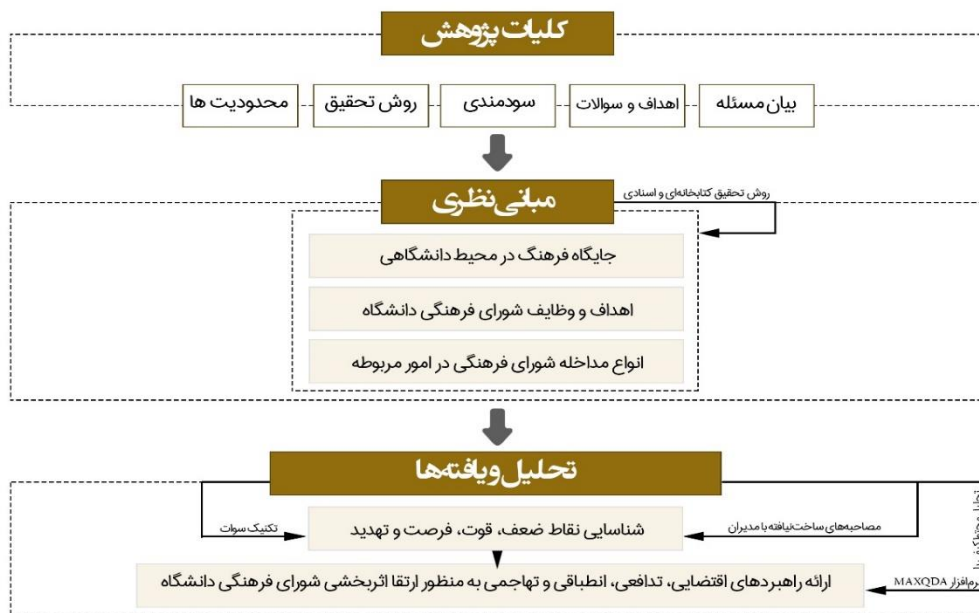 کلیات پژوهش
بیان مسئله
اهداف و سوالات
سودمندی
روش تحقیق
محدودیت ها
مبانی نظری
روش تحقیق کتابخانه‌ای و اسنادی
جایگاه فرهنگ در محیط دانشگاهی
اهداف و وظایف شورای فرهنگی دانشگاه
انواع مداخله شورای فرهنگی در امور مربوطه
تحلیل و یافته‌ها
مصاحبه‌های ساخت‌نیافته با مدیران
شناسایی نقاط ضعف، قوت، فرصت و تهدید
تکنیک سوات
MAXQDA
ارائه راهبردهای اقتضایی، تدافعی، انطباقی و تهاجمی به منظور ارتقا اثربخشی شورای فرهنگی دانشگاه